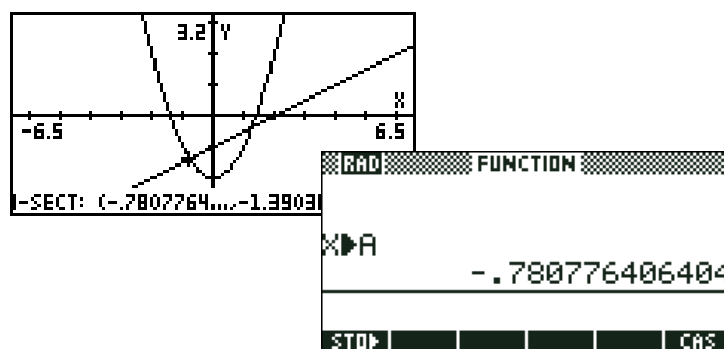 3.2 Y
X
-6.5 6.5
I-SECT: (-.7807764...,-1.3903
RAD FUNCTION
X▶A
-.780776406404
STO▶ CAS